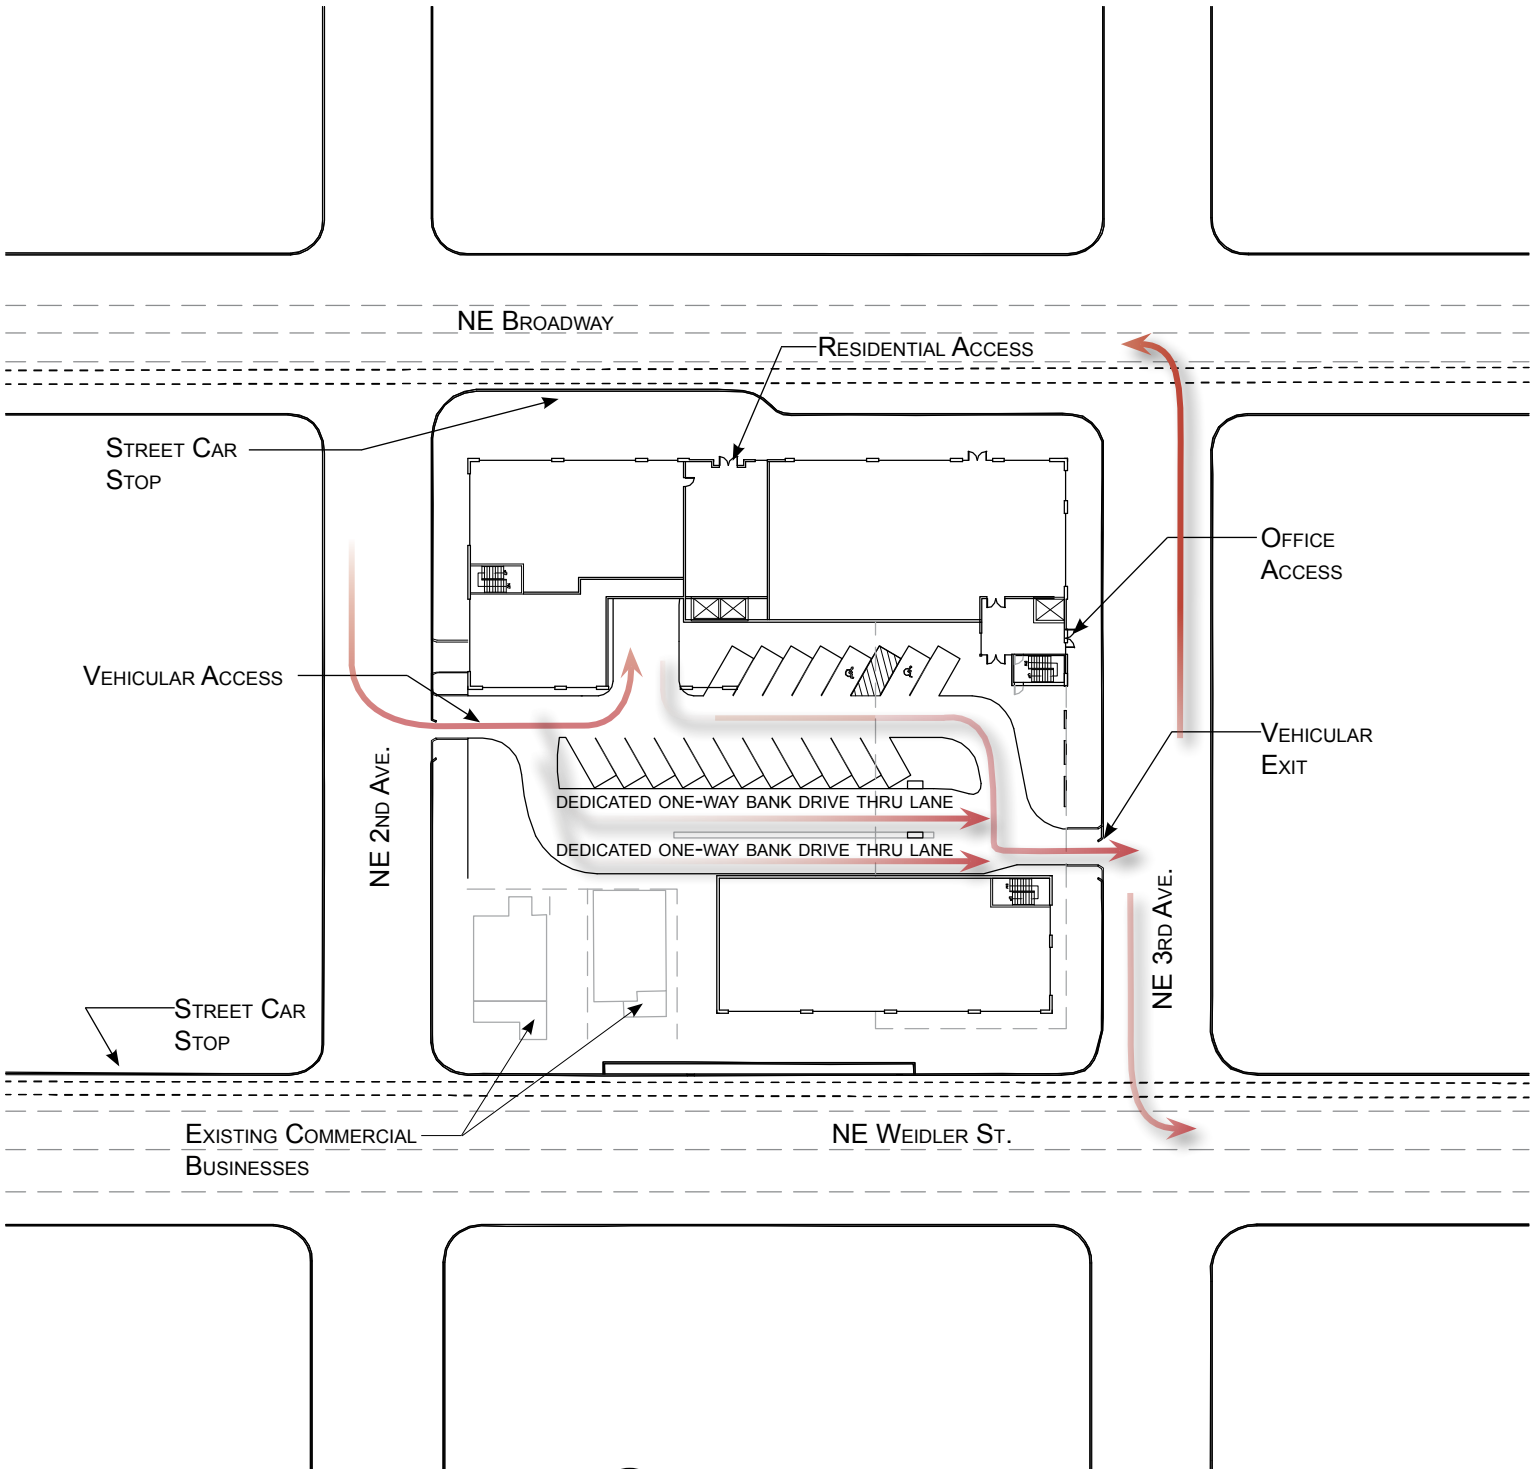 NE Broadway
Residential Access
Street Car
Stop
Office
Access
Vehicular Access
Vehicular
Exit
NE 2nd Ave.
DEDICATED ONE-WAY BANK DRIVE THRU LANE
DEDICATED ONE-WAY BANK DRIVE THRU LANE
NE 3rd Ave.
Street Car
Stop
Existing Commercial
Businesses
NE Weidler St.